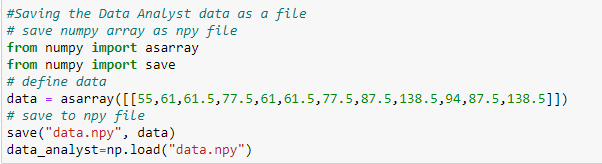 #Saving the Data Analyst data as a file
# save numpy array as npy file
from numpy import asarray
from numpy import save
# define data
data = asarray([[55,61,61.5,77.5,61,61.5,77.5,87.5,138.5,94,87.5,138.5]])
# save to npy file
save("data.npy", data)
data_analyst=np.load("data.npy")